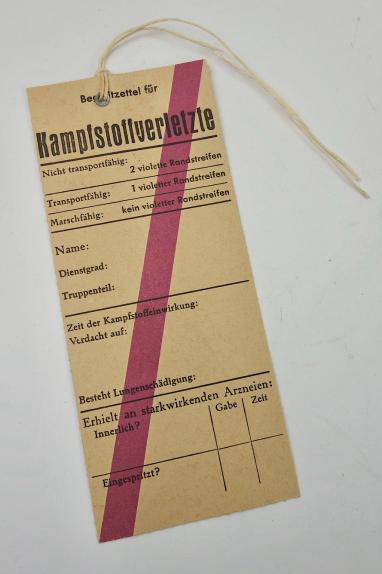 Begleitzettel für
Kampfstoffverletzte
Nicht transportfähig: 2 violette Randstreifen
Transportfähig: 1 violetter Randstreifen
Marschfähig: kein violetter Randstreifen
Name:
Dienstgrad:
Truppenteil:
Zeit der Kampfstoffeinwirkung:
Verdacht auf:
Besteht Lungenschädigung:
Erhielt an starkwirkenden Arzneien:
Innerlich? Gabe Zeit
Eingespritzt?